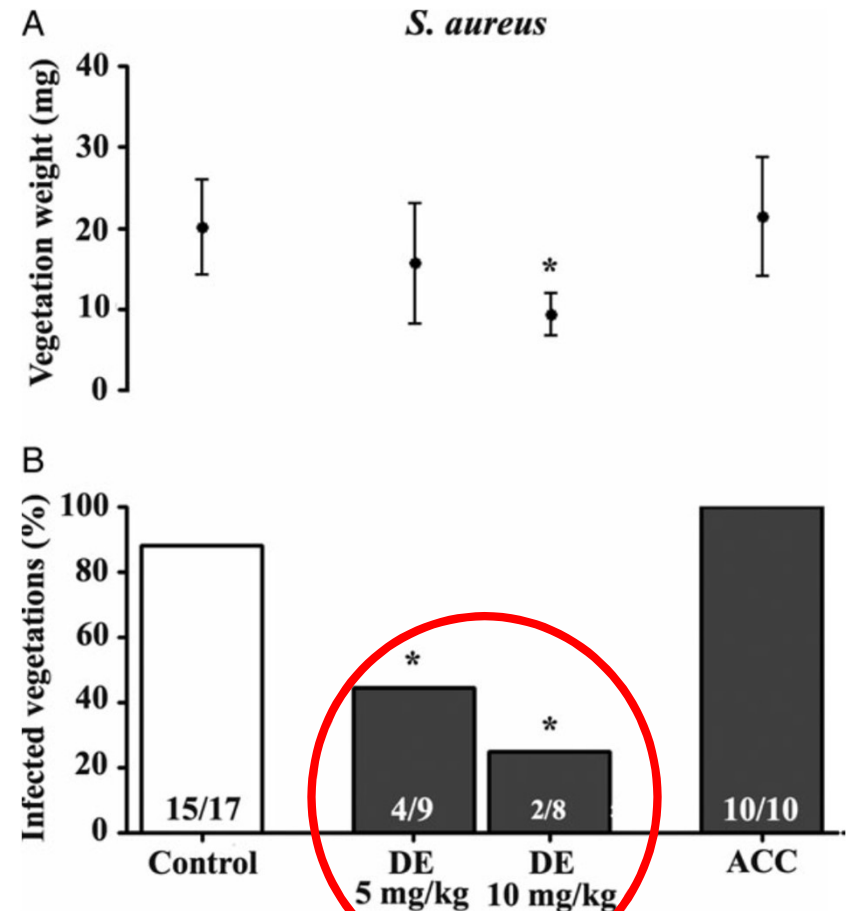 A
S. aureus
Vegetation weight (mg)
40
30
20
10
0
*
B
Infected vegetations (%)
100
80
60
40
20
0
*
*
15/17
4/9
2/8
10/10
Control
DE
DE
ACC
5 mg/kg
10 mg/kg